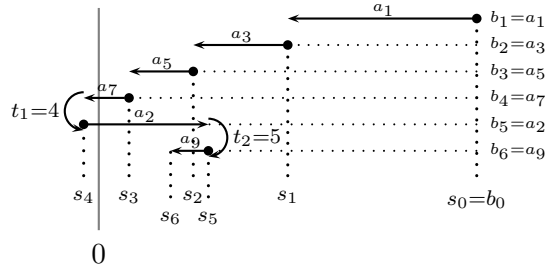 a₁ b₁=a₁
a₃ b₂=a₃
a₅ b₃=a₅
a₇ b₄=a₇
t₁=4 a₂ b₅=a₂
a₉ t₂=5 b₆=a₉
s₄ s₃ s₂ s₁ s₀=b₀
s₆ s₅
0